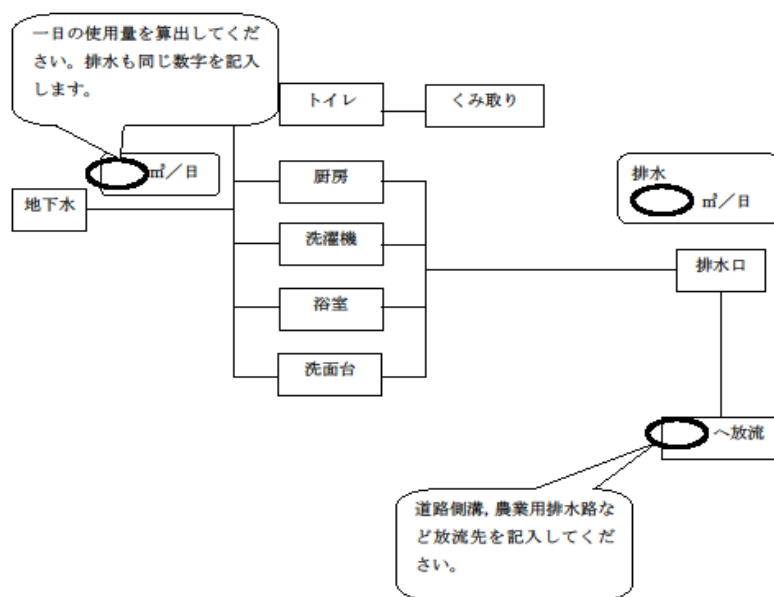 一日の使用量を算出してくだ
さい。排水も同じ数字を記入
します。
トイレ
くみ取り
㎥／日
厨房
排水
㎥／日
地下水
洗濯機
排水口
浴室
洗面台
へ放流
道路側溝,農業用排水路な
ど放流先を記入してくだ
さい。